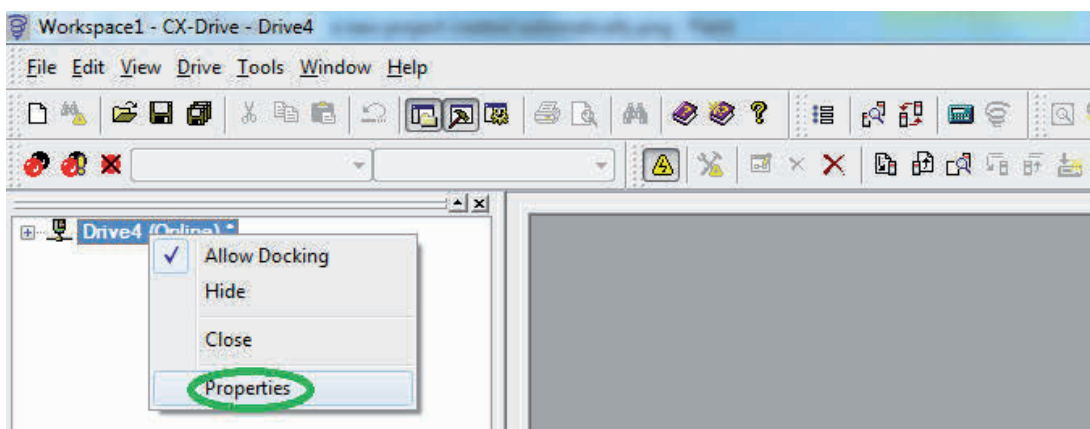 Workspace1 - CX-Drive - Drive4
File Edit View Drive Tools Window Help
Drive4 (Online) *
Allow Docking
Hide
Close
Properties